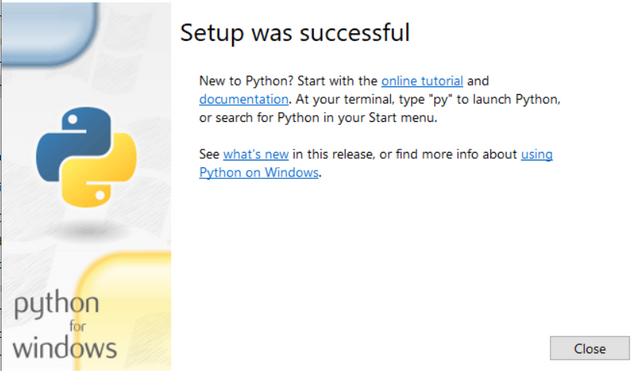 Setup was successful
New to Python? Start with the online tutorial and
documentation. At your terminal, type "py" to launch Python,
or search for Python in your Start menu.
See what's new in this release, or find more info about using
Python on Windows.
python
for
windows
Close